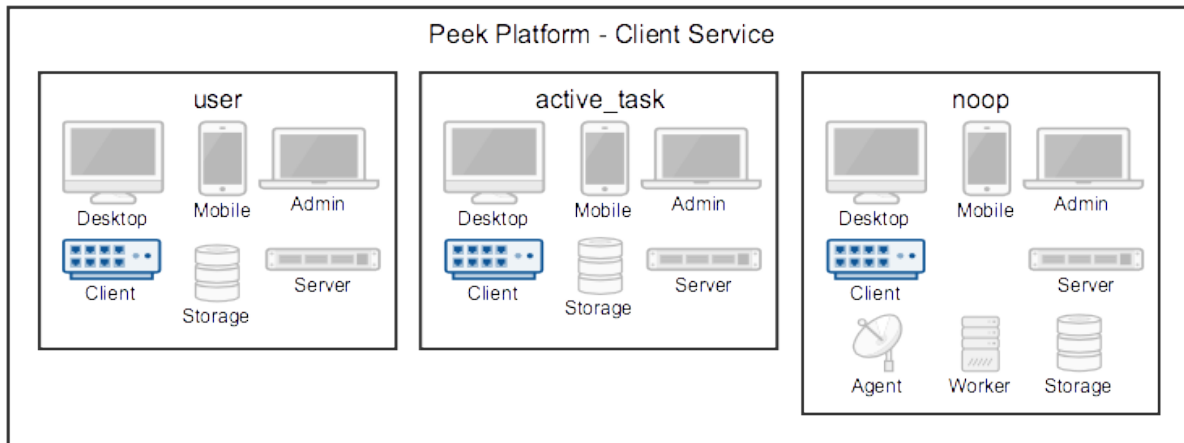 Peek Platform - Client Service
user
Desktop
Mobile
Admin
Client
Storage
Server
active_task
Desktop
Mobile
Admin
Client
Storage
Server
noop
Desktop
Mobile
Admin
Client
Server
Agent
Worker
Storage